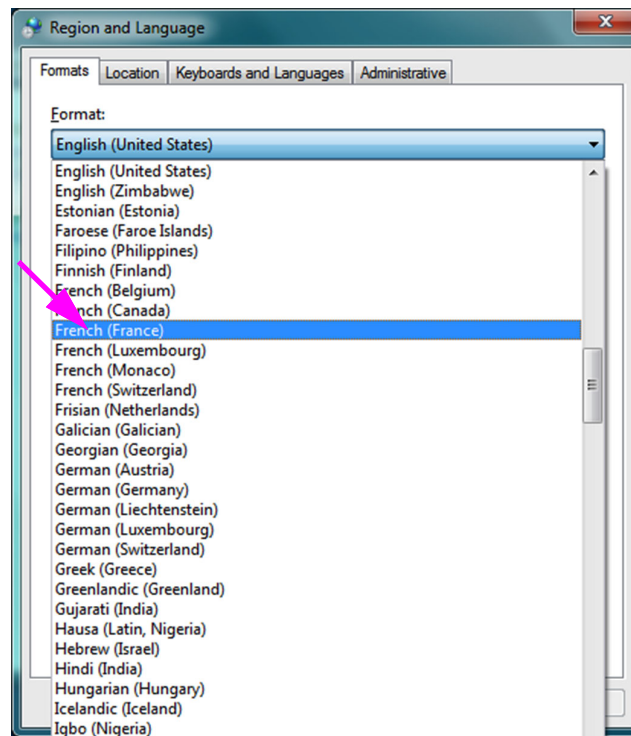 Region and Language
Formats Location Keyboards and Languages Administrative
Format:
English (United States)
English (United States)
English (Zimbabwe)
Estonian (Estonia)
Faroese (Faroe Islands)
Filipino (Philippines)
Finnish (Finland)
French (Belgium)
French (Canada)
French (France)
French (Luxembourg)
French (Monaco)
French (Switzerland)
Frisian (Netherlands)
Galician (Galician)
Georgian (Georgia)
German (Austria)
German (Germany)
German (Liechtenstein)
German (Luxembourg)
German (Switzerland)
Greek (Greece)
Greenlandic (Greenland)
Gujarati (India)
Hausa (Latin, Nigeria)
Hebrew (Israel)
Hindi (India)
Hungarian (Hungary)
Icelandic (Iceland)
Igbo (Nigeria)